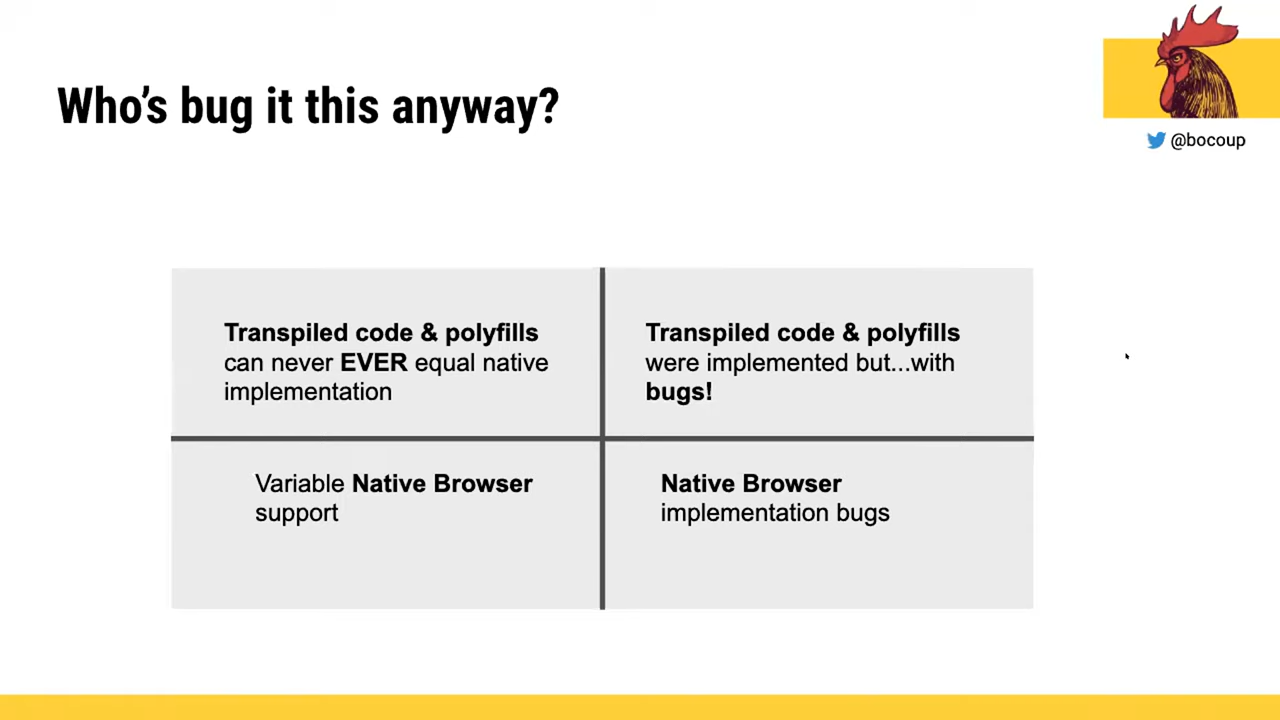 Who's bug it this anyway?
@bocoup
Transpiled code & polyfills
can never EVER equal native
implementation
Transpiled code & polyfills
were implemented but...with
bugs!
Variable Native Browser
support
Native Browser
implementation bugs